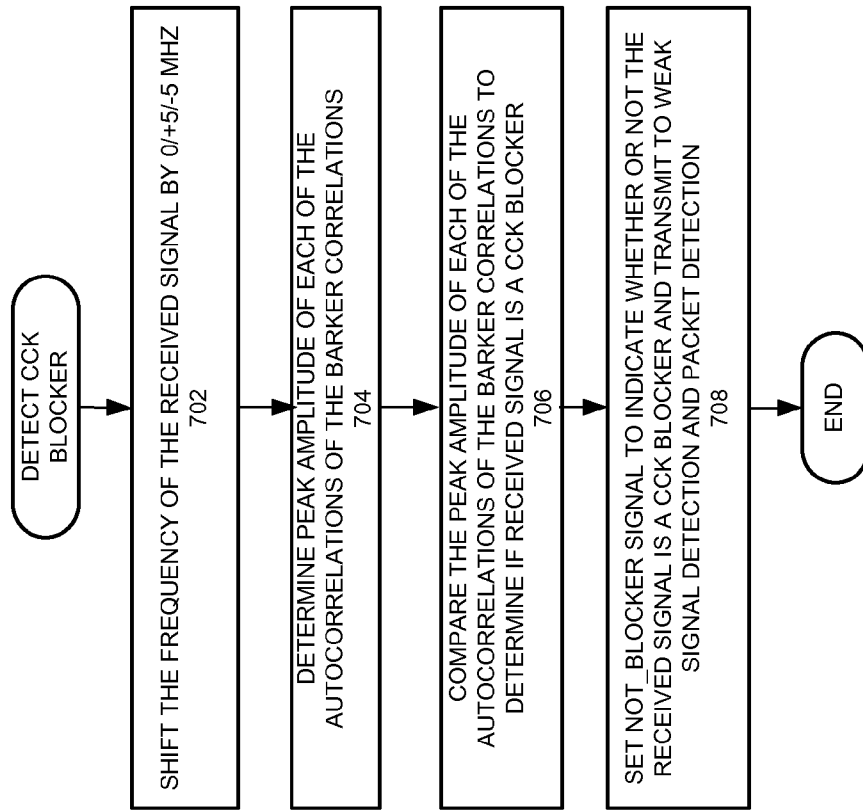 DETECT CCK
BLOCKER
SHIFT THE FREQUENCY OF THE RECEIVED SIGNAL BY 0/+5/-5 MHZ
702
DETERMINE PEAK AMPLITUDE OF EACH OF THE
AUTOCORRELATIONS OF THE BARKER CORRELATIONS
704
COMPARE THE PEAK AMPLITUDE OF EACH OF THE
AUTOCORRELATIONS OF THE BARKER CORRELATIONS TO
DETERMINE IF RECEIVED SIGNAL IS A CCK BLOCKER
706
SET NOT_BLOCKER SIGNAL TO INDICATE WHETHER OR NOT THE
RECEIVED SIGNAL IS A CCK BLOCKER AND TRANSMIT TO WEAK
SIGNAL DETECTION AND PACKET DETECTION
708
END